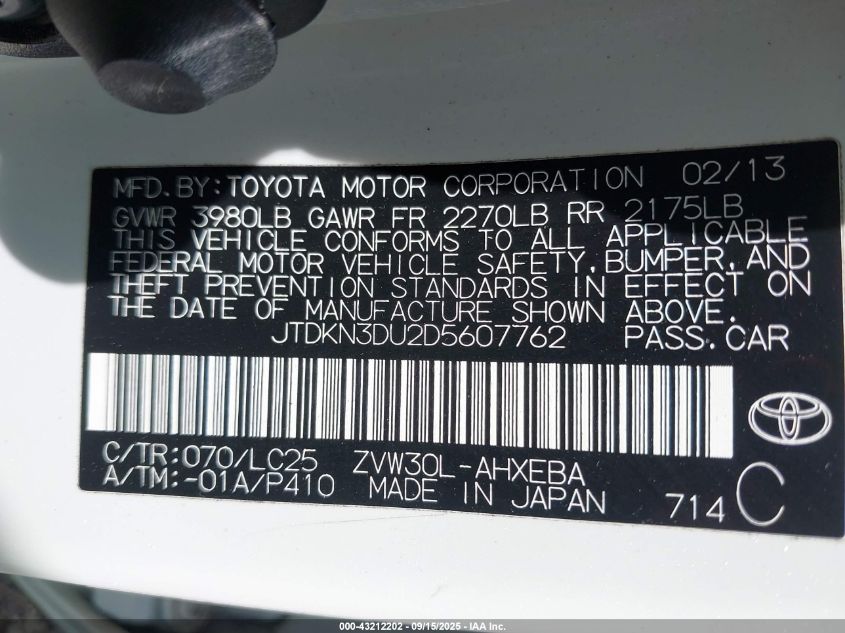 MFD. BY: TOYOTA MOTOR CORPORATION 02/13
GVWR 3980LB GAWR FR 2270LB RR 2175LB
THIS VEHICLE CONFORMS TO ALL APPLICABLE
FEDERAL MOTOR VEHICLE SAFETY, BUMPER, AND
THEFT PREVENTION STANDARDS IN EFFECT ON
THE DATE OF MANUFACTURE SHOWN ABOVE.
JTDKN3DU2D5607762 PASS. CAR
C/TR: 070/LC25 ZVW30L-AHXEBA
A/TM: -01A/P410 MADE IN JAPAN 714 C
000-43212202 - 09/15/2025 - IAA Inc.